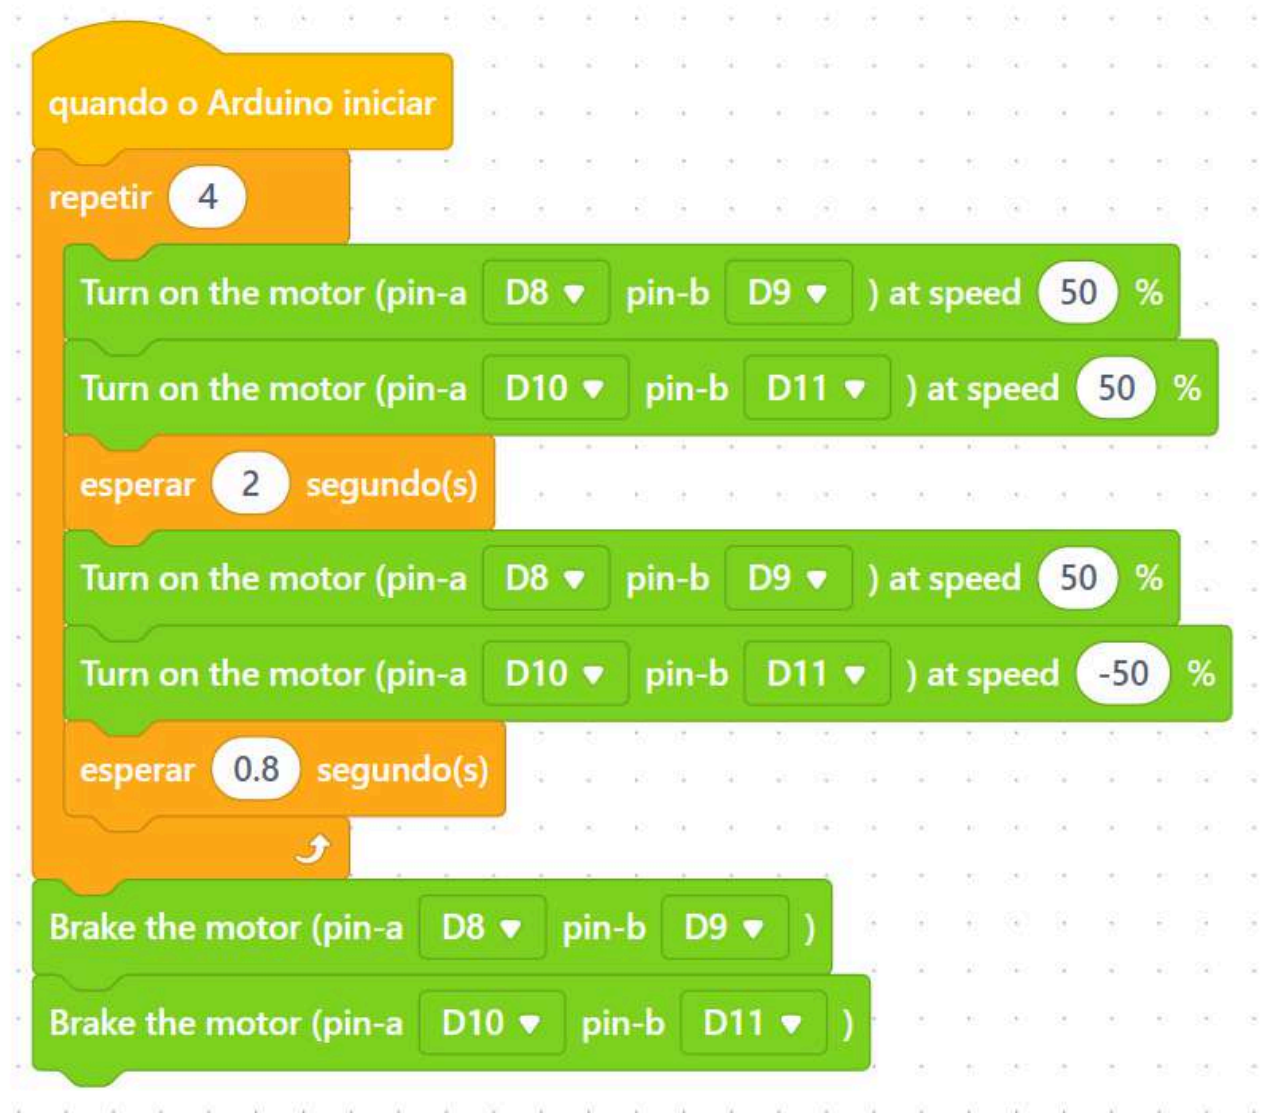 quando o Arduino iniciar
repetir 4
Turn on the motor (pin-a D8 pin-b D9 ) at speed 50 %
Turn on the motor (pin-a D10 pin-b D11 ) at speed 50 %
esperar 2 segundo(s)
Turn on the motor (pin-a D8 pin-b D9 ) at speed 50 %
Turn on the motor (pin-a D10 pin-b D11 ) at speed -50 %
esperar 0.8 segundo(s)
Brake the motor (pin-a D8 pin-b D9 )
Brake the motor (pin-a D10 pin-b D11 )